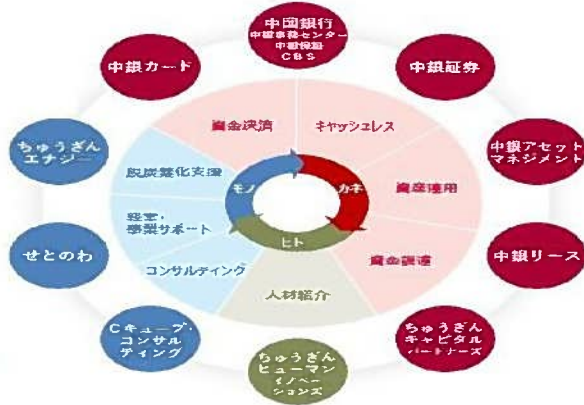 中国銀行
中銀事務センター
中銀保証
CBS
中銀カード
中銀証券
資金決済
キャッシュレス
ちゅうぎん
エナジー
中銀アセット
マネジメント
脱炭素化支援
モノ
カネ
資産運用
経営・
事業サポート
ヒト
せとのわ
中銀リース
コンサルティング
資金調達
人材紹介
Cキューブ・
コンサル
ティング
ちゅうぎん
ヒューマン
イノベー
ションズ
ちゅうぎん
キャピタル
パートナーズ